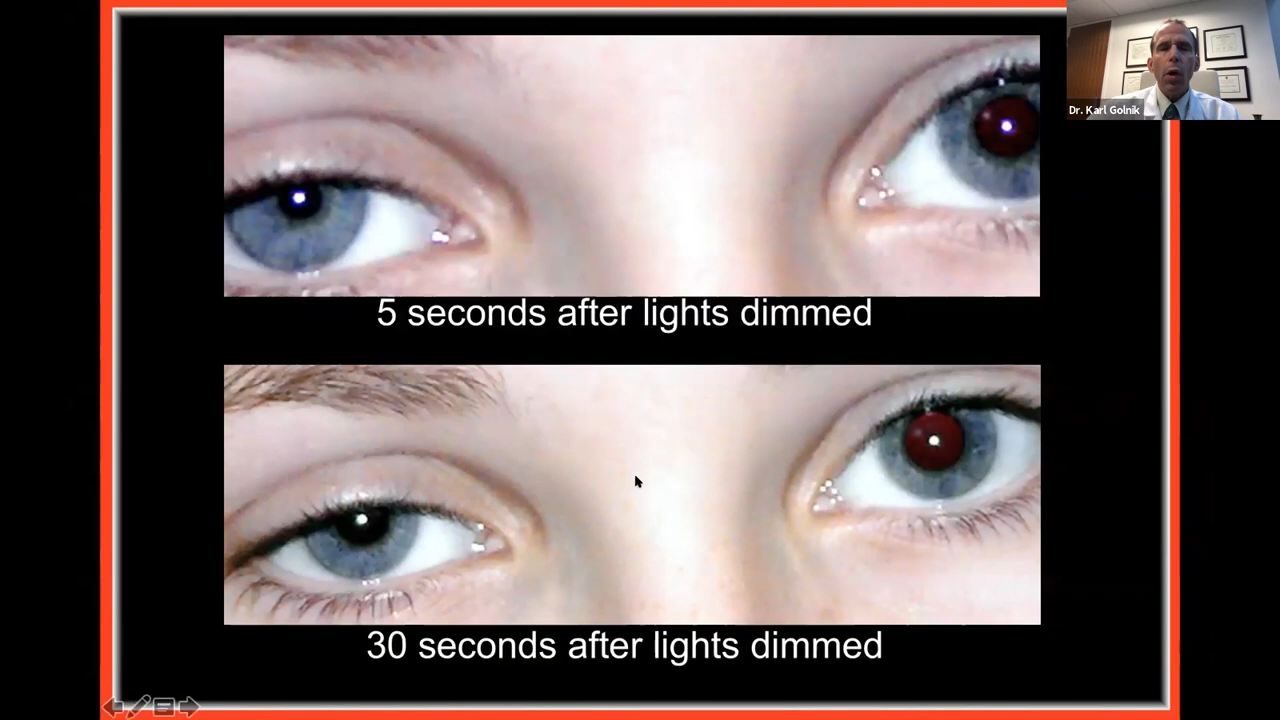 Dr. Karl Golnik
5 seconds after lights dimmed
30 seconds after lights dimmed